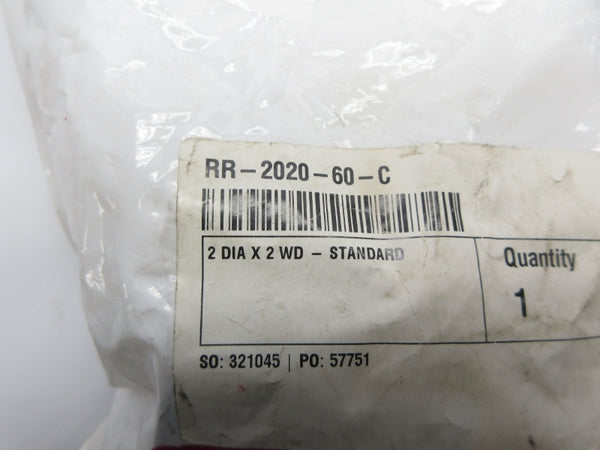 RR-2020-60-C
2 DIA X 2 WD - STANDARD
Quantity
1
SO: 321045 | PO: 57751